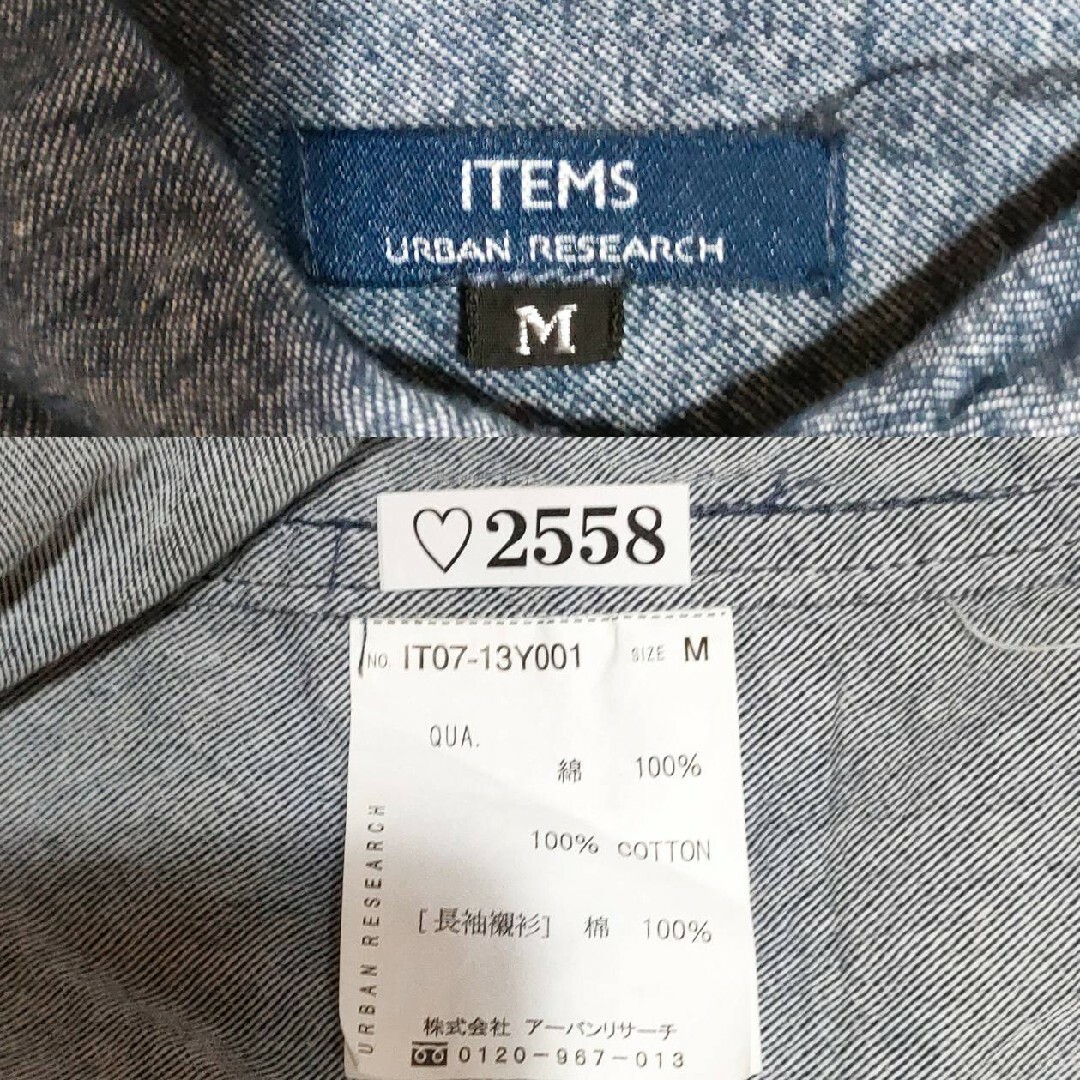 ITEMS
URBAN RESEARCH
M
♡2558
NO. IT07-13Y001 SIZE M
QUA.
綿 100%
100% COTTON
[長袖襯衫] 棉 100%
URBAN RESEARCH
株式会社 アーバンリサーチ
0120-967-013